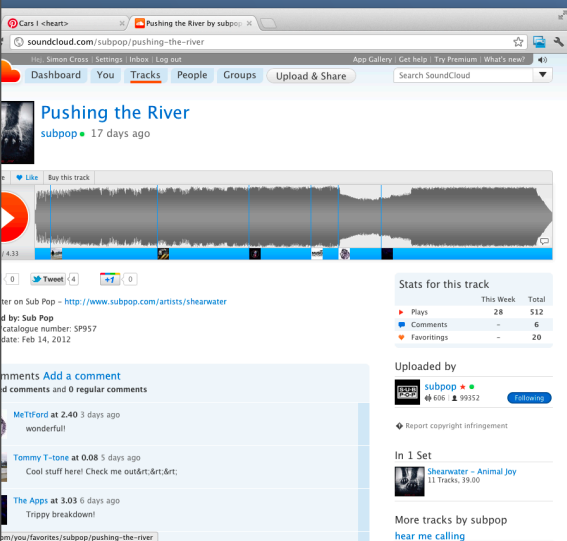 Cars I <heart>
Pushing the River by subpop
soundcloud.com/subpop/pushing-the-river
Hej, Simon Cross | Settings | Inbox | Log out
App Gallery | Get help | Try Premium | What's new?
Dashboard You Tracks People Groups Upload & Share
Search SoundCloud
Pushing the River
subpop 17 days ago
Like Buy this track
/ 4.33
0 Tweet 4 +1 0
ter on Sub Pop – http://www.subpop.com/artists/shearwater
d by: Sub Pop
/catalogue number: SP957
date: Feb 14, 2012
Stats for this track
This Week Total
Plays 28 512
Comments – 6
Favoritings – 20
Uploaded by
SUB POP
subpop
606 | 99352
Following
Report copyright infringement
In 1 Set
Shearwater – Animal Joy
11 Tracks, 39.00
More tracks by subpop
hear me calling
mments Add a comment
ed comments and 0 regular comments
MeTtFord at 2.40 3 days ago
wonderful!
Tommy T-tone at 0.08 5 days ago
Cool stuff here! Check me out&rt;&rt;&rt;
The Apps at 3.03 6 days ago
Trippy breakdown!
om/you/favorites/subpop/pushing-the-river